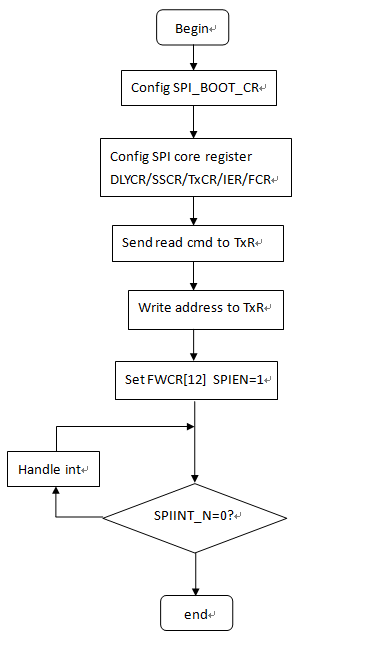 Begin
Config SPI_BOOT_CR
Config SPI core register
DLYCR/SSCR/TxCR/IER/FCR
Send read cmd to TxR
Write address to TxR
Set FWCR[12] SPIEN=1
Handle int
SPIINT_N=0?
end